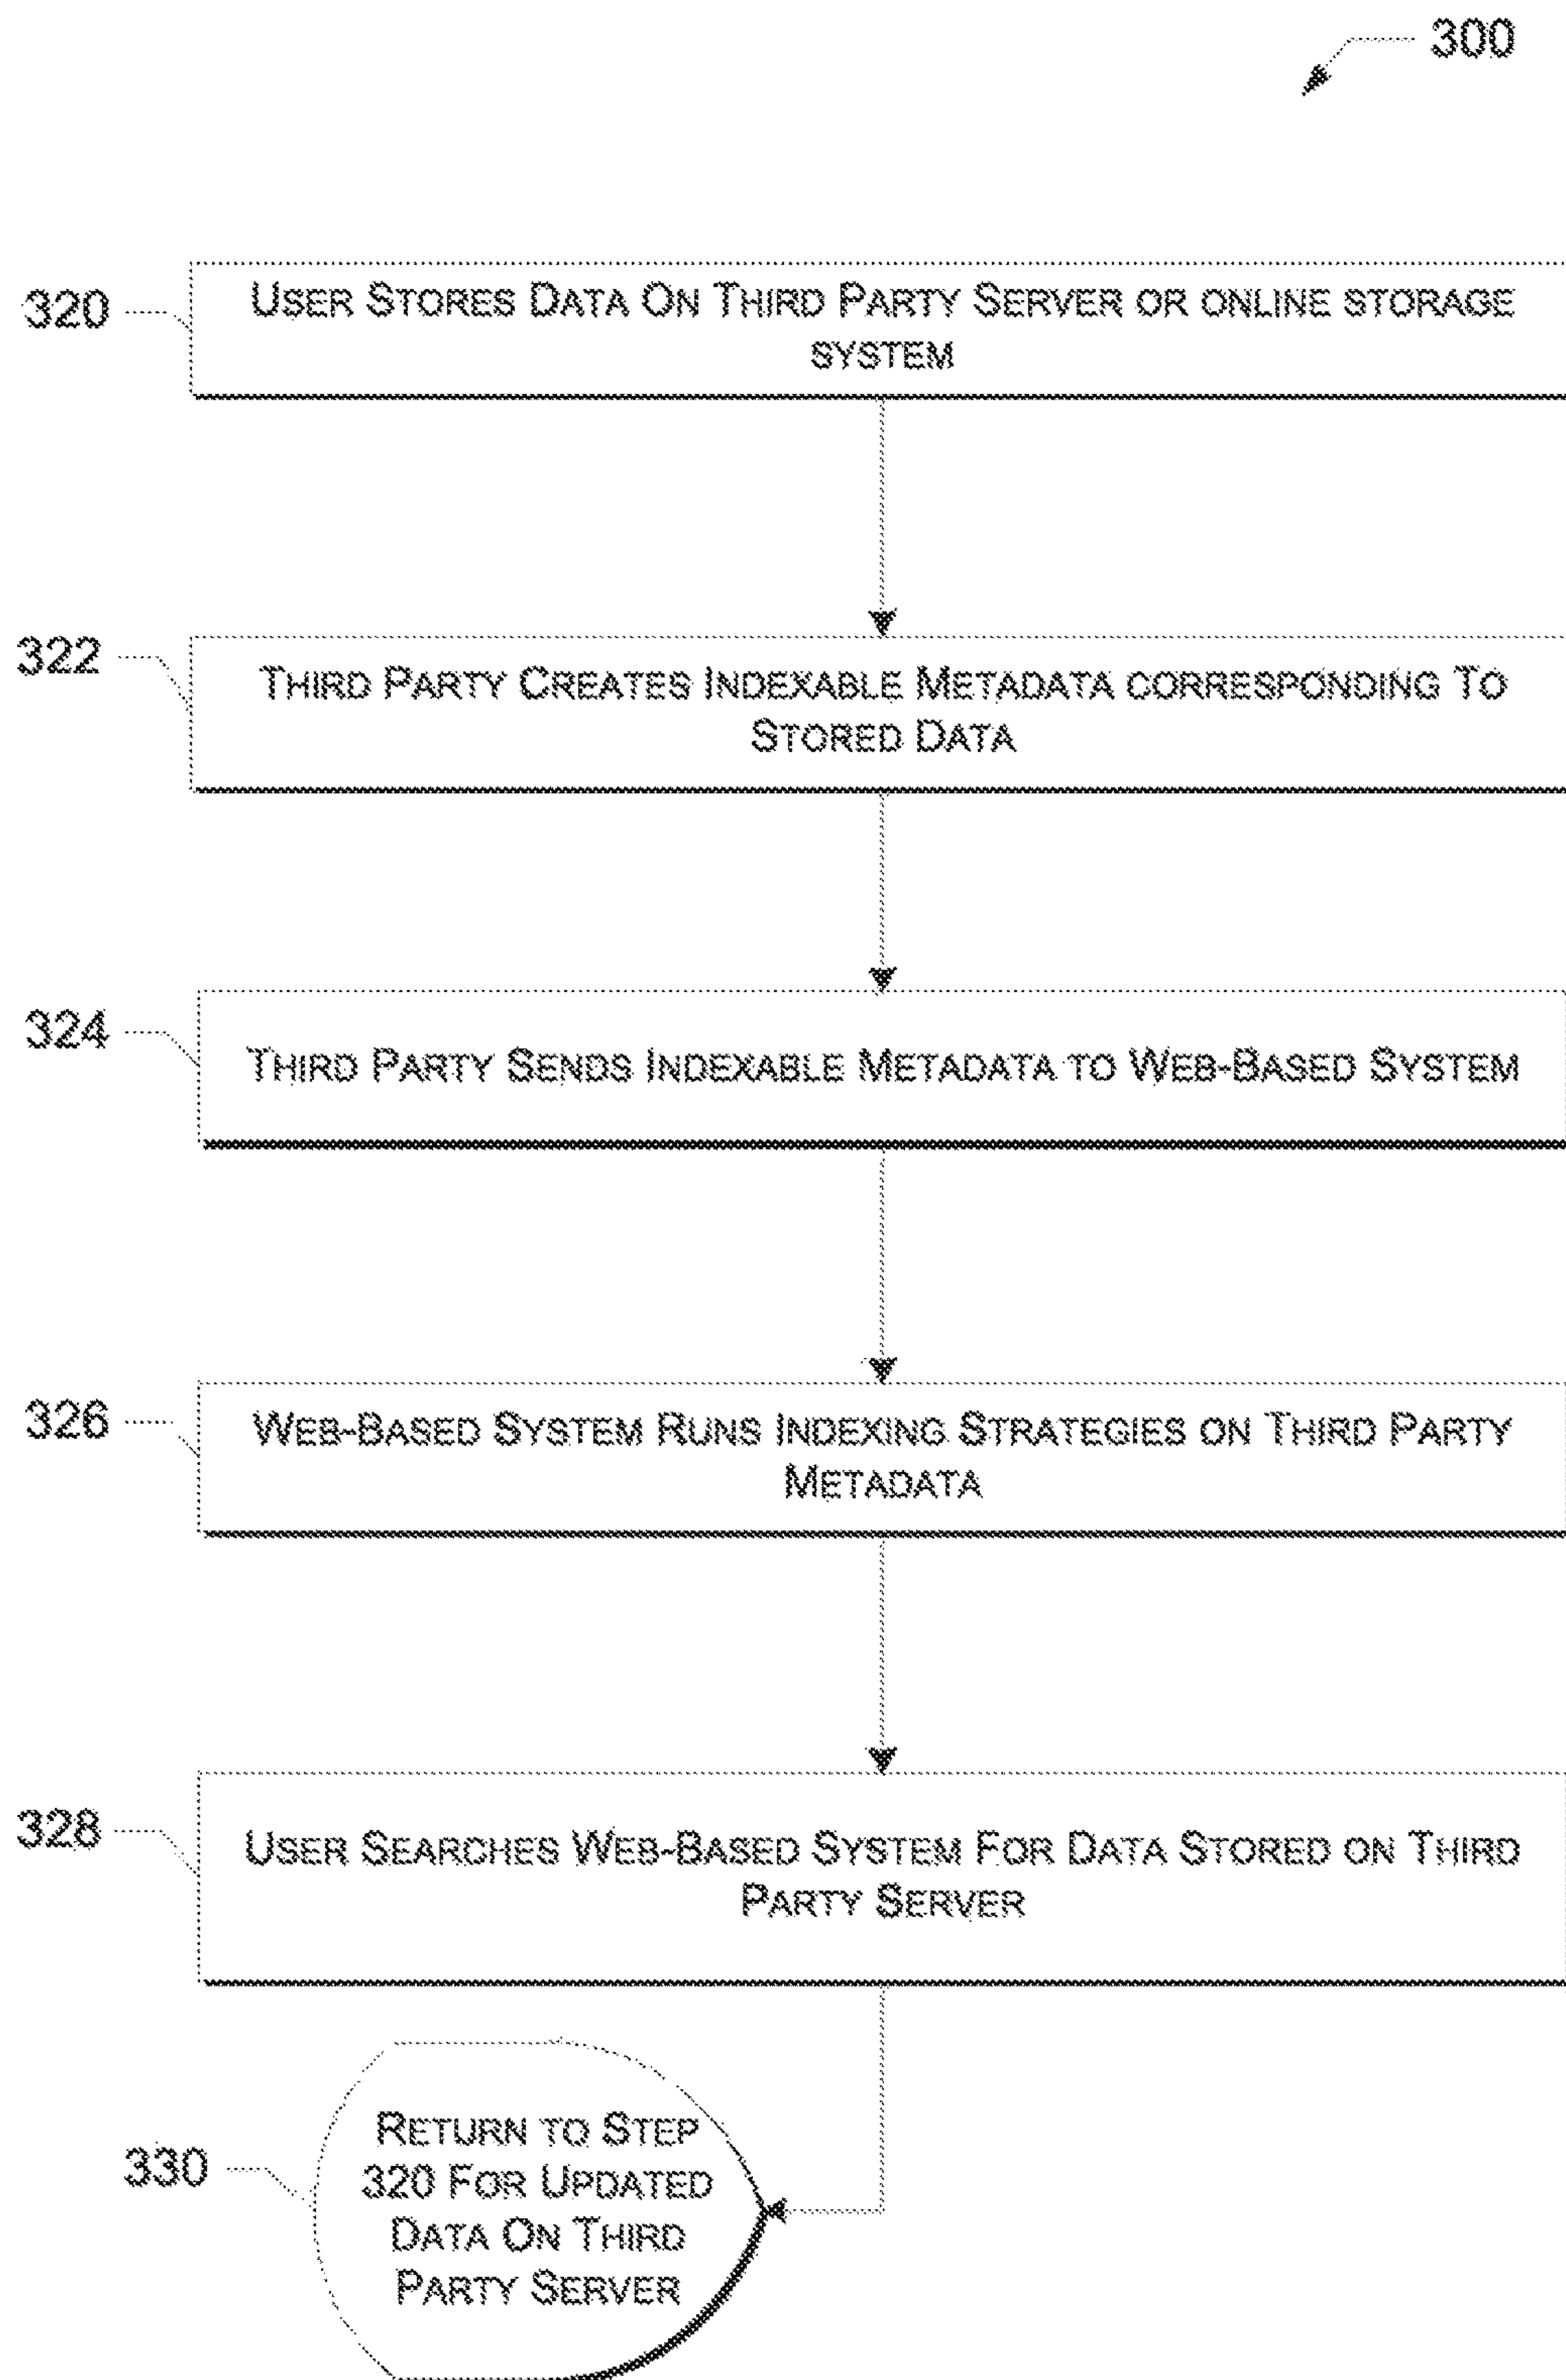 300
320
User Stores Data On Third Party Server or online storage
system
322
Third Party Creates Indexable Metadata corresponding To
Stored Data
324
Third Party Sends Indexable Metadata to Web-Based System
326
Web-Based System Runs Indexing Strategies on Third Party
Metadata
328
User Searches Web-Based System For Data Stored on Third
Party Server
330
Return to Step
320 For Updated
Data On Third
Party Server